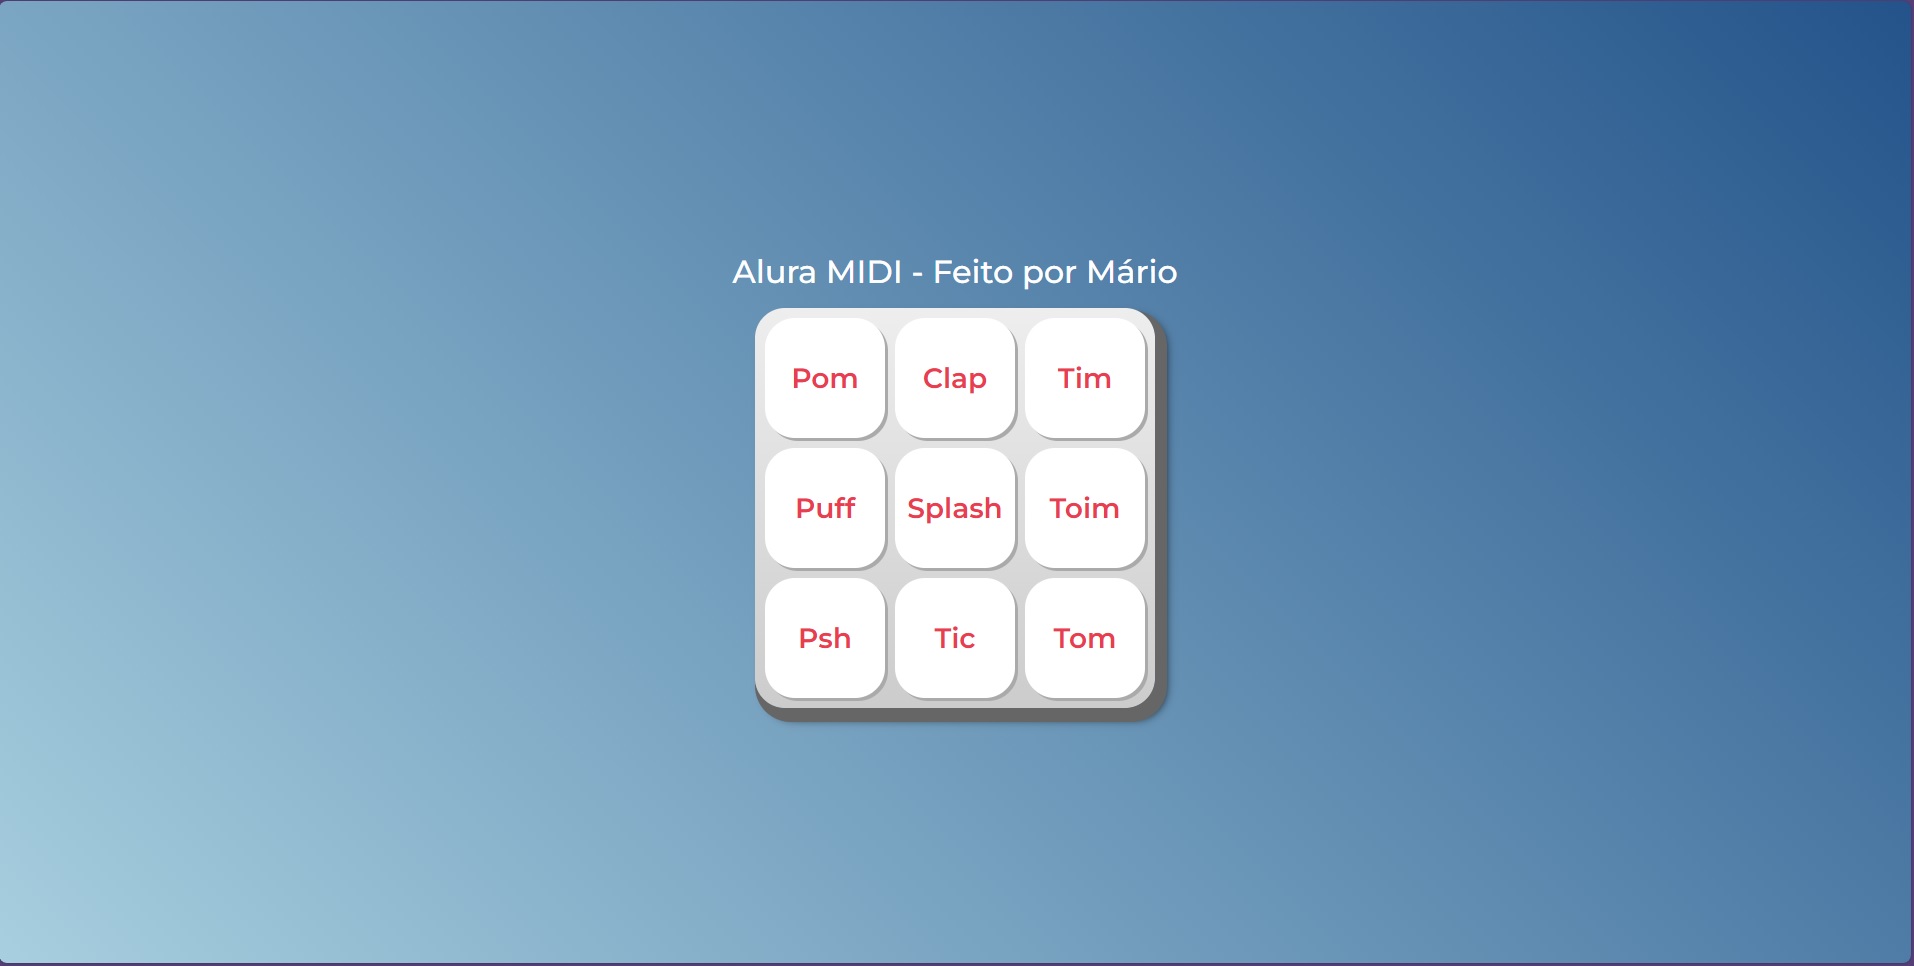 Alura MIDI - Feito por Mário
Pom Clap Tim
Puff Splash Toim
Psh Tic Tom